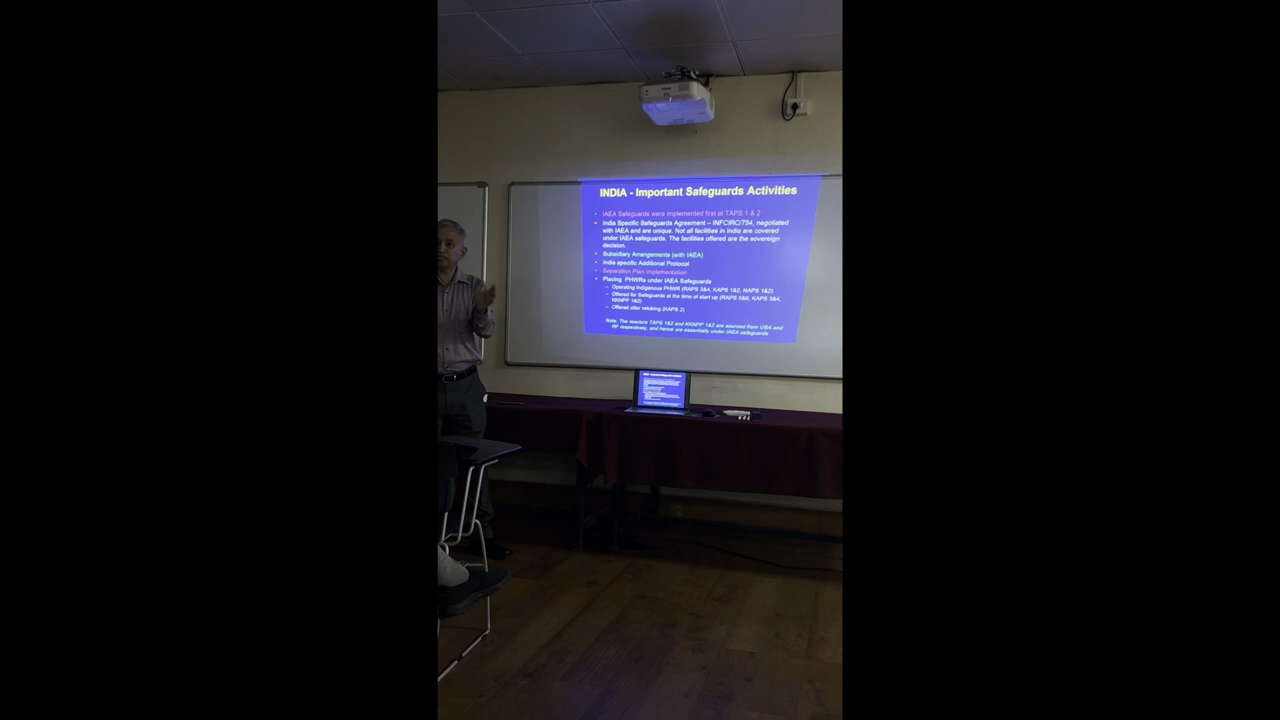 INDIA - Important Safeguards Activities
• IAEA Safeguards were implemented first at TAPS 1 & 2
• India Specific Safeguards Agreement – INFCIRC/754, negotiated
with IAEA and are unique. Not all facilities in India are covered
under IAEA safeguards. The facilities offered are the sovereign
decision.
• Subsidiary Arrangements (with IAEA)
• India specific Additional Protocol
• Separation Plan implementation
• Placing PHWRs under IAEA Safeguards
– Operating Indigenous PHWR (RAPS 3&4, KAPS 1&2, NAPS 1&2)
– Offered for Safeguards at the time of start up (RAPS 5&6, KAPS 3&4,
KKNPP 1&2)
– Offered after retubing (KAPS 2)
Note: The reactors TAPS 1&2 and KKNPP 1&2 are sourced from USA and
RF respectively, and hence are essentially under IAEA safeguards